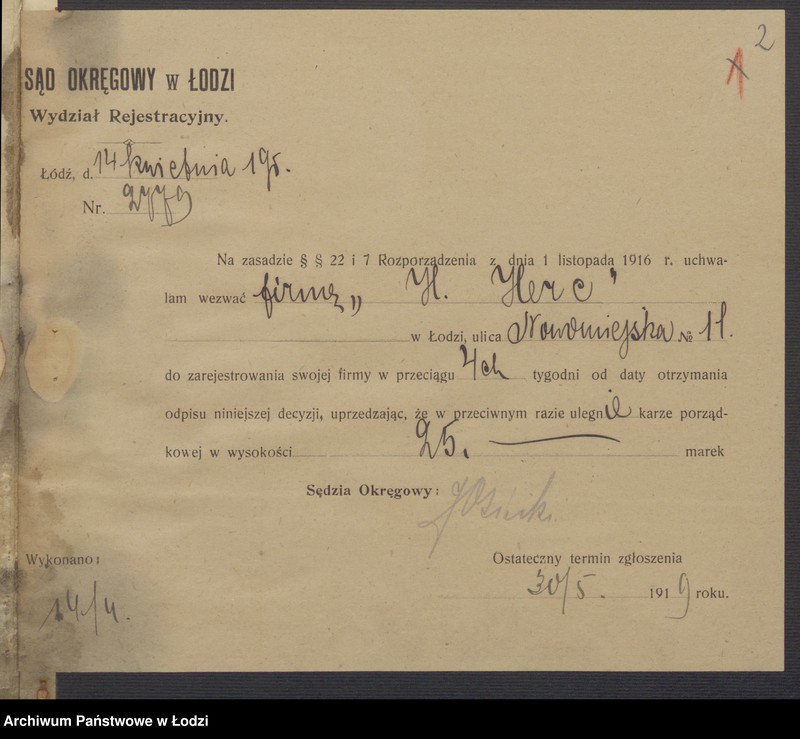 2
1
SĄD OKRĘGOWY w ŁODZI
Wydział Rejestracyjny.
Łódź, d. 14 kwietnia 19
Nr. 2779
Na zasadzie § § 22 i 7 Rozporządzenia z dnia 1 listopada 1916 r. uchwa-
lam wezwać firmę „H. Herc"
w Łodzi, ulica Nowomiejska № 11.
do zarejestrowania swojej firmy w przeciągu 4ch tygodni od daty otrzymania
odpisu niniejszej decyzji, uprzedzając, że w przeciwnym razie ulegnie karze porząd-
kowej w wysokości 25. — marek
Sędzia Okręgowy:
Wykonano:
14/4.
Ostateczny termin zgłoszenia
30/5. 1919 roku.
Archiwum Państwowe w Łodzi